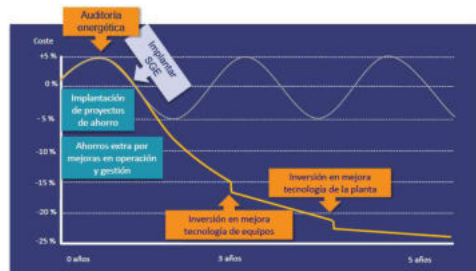 Auditoría
energética
Coste
Implantar
SGE
+5 %
0 %
-5 %
-10 %
-15 %
-20 %
-25 %
Implantación
de proyectos
de ahorro
Ahorros extra por
mejoras en operación
y gestión
Inversión en mejora
tecnología de la planta
Inversión en mejora
tecnología de equipos
0 años
3 años
5 años